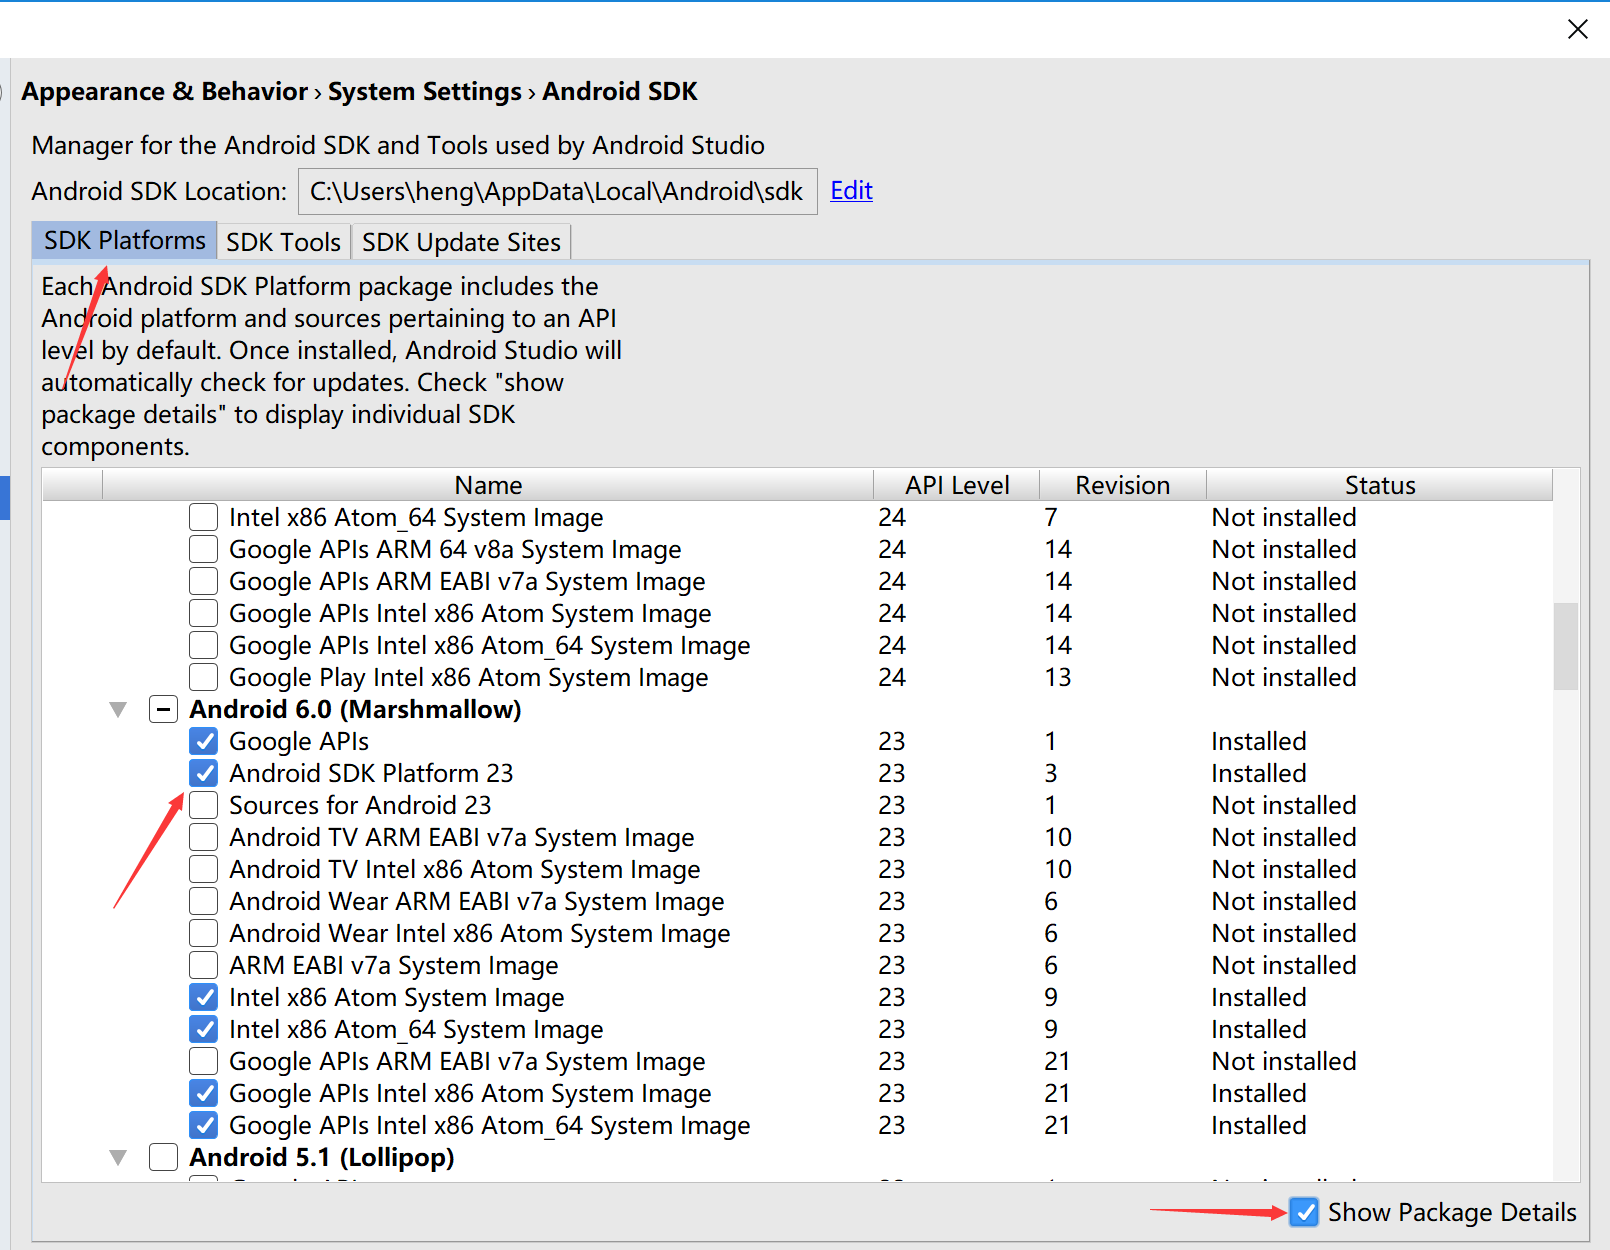 Appearance & Behavior › System Settings › Android SDK
Manager for the Android SDK and Tools used by Android Studio
Android SDK Location: C:\Users\heng\AppData\Local\Android\sdk Edit
SDK Platforms SDK Tools SDK Update Sites
Each Android SDK Platform package includes the
Android platform and sources pertaining to an API
level by default. Once installed, Android Studio will
automatically check for updates. Check "show
package details" to display individual SDK
components.
Name API Level Revision Status
Intel x86 Atom_64 System Image 24 7 Not installed
Google APIs ARM 64 v8a System Image 24 14 Not installed
Google APIs ARM EABI v7a System Image 24 14 Not installed
Google APIs Intel x86 Atom System Image 24 14 Not installed
Google APIs Intel x86 Atom_64 System Image 24 14 Not installed
Google Play Intel x86 Atom System Image 24 13 Not installed
Android 6.0 (Marshmallow)
Google APIs 23 1 Installed
Android SDK Platform 23 23 3 Installed
Sources for Android 23 23 1 Not installed
Android TV ARM EABI v7a System Image 23 10 Not installed
Android TV Intel x86 Atom System Image 23 10 Not installed
Android Wear ARM EABI v7a System Image 23 6 Not installed
Android Wear Intel x86 Atom System Image 23 6 Not installed
ARM EABI v7a System Image 23 6 Not installed
Intel x86 Atom System Image 23 9 Installed
Intel x86 Atom_64 System Image 23 9 Installed
Google APIs ARM EABI v7a System Image 23 21 Not installed
Google APIs Intel x86 Atom System Image 23 21 Installed
Google APIs Intel x86 Atom_64 System Image 23 21 Installed
Android 5.1 (Lollipop)
Show Package Details